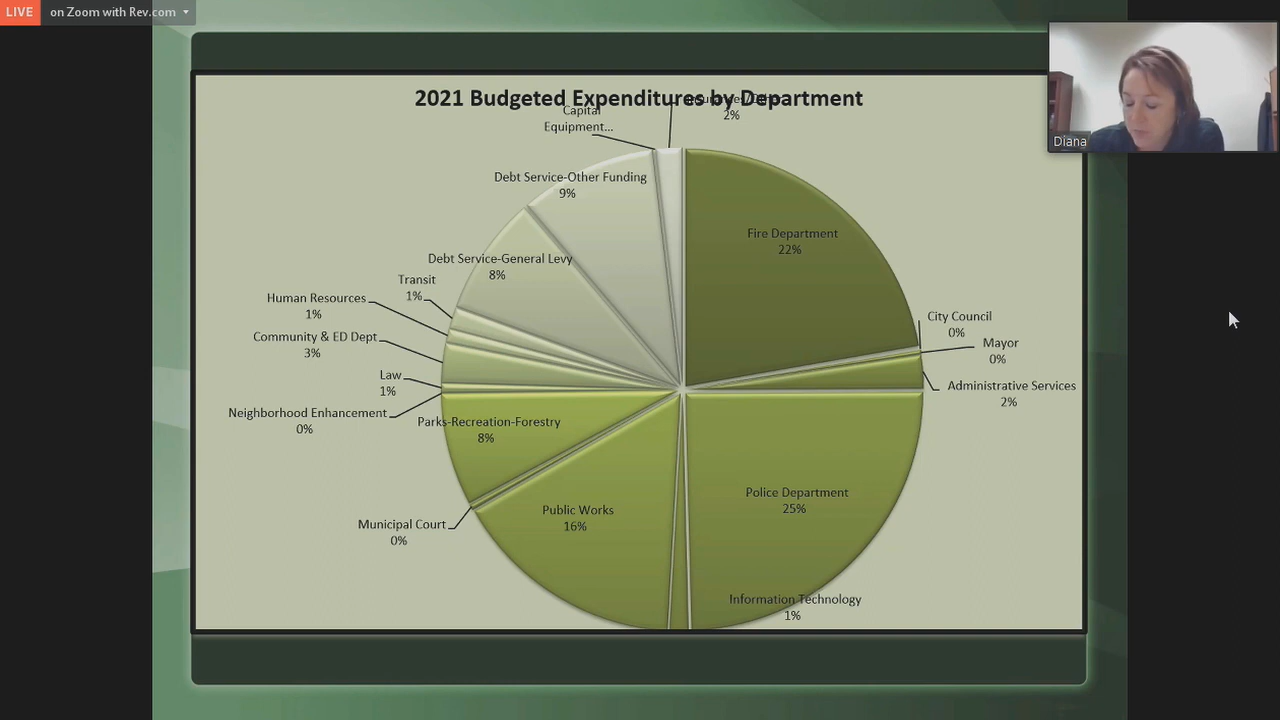 LIVE on Zoom with Rev.com
2021 Budgeted Expenditures by Department
2%
Capital
Equipment...
Debt Service-Other Funding
9%
Fire Department
22%
Debt Service-General Levy
8%
Transit
1%
Human Resources
1%
Community & ED Dept
3%
Law
1%
Neighborhood Enhancement
0%
Parks-Recreation-Forestry
8%
City Council
0%
Mayor
0%
Administrative Services
2%
Police Department
25%
Public Works
16%
Municipal Court
0%
Information Technology
1%
Diana